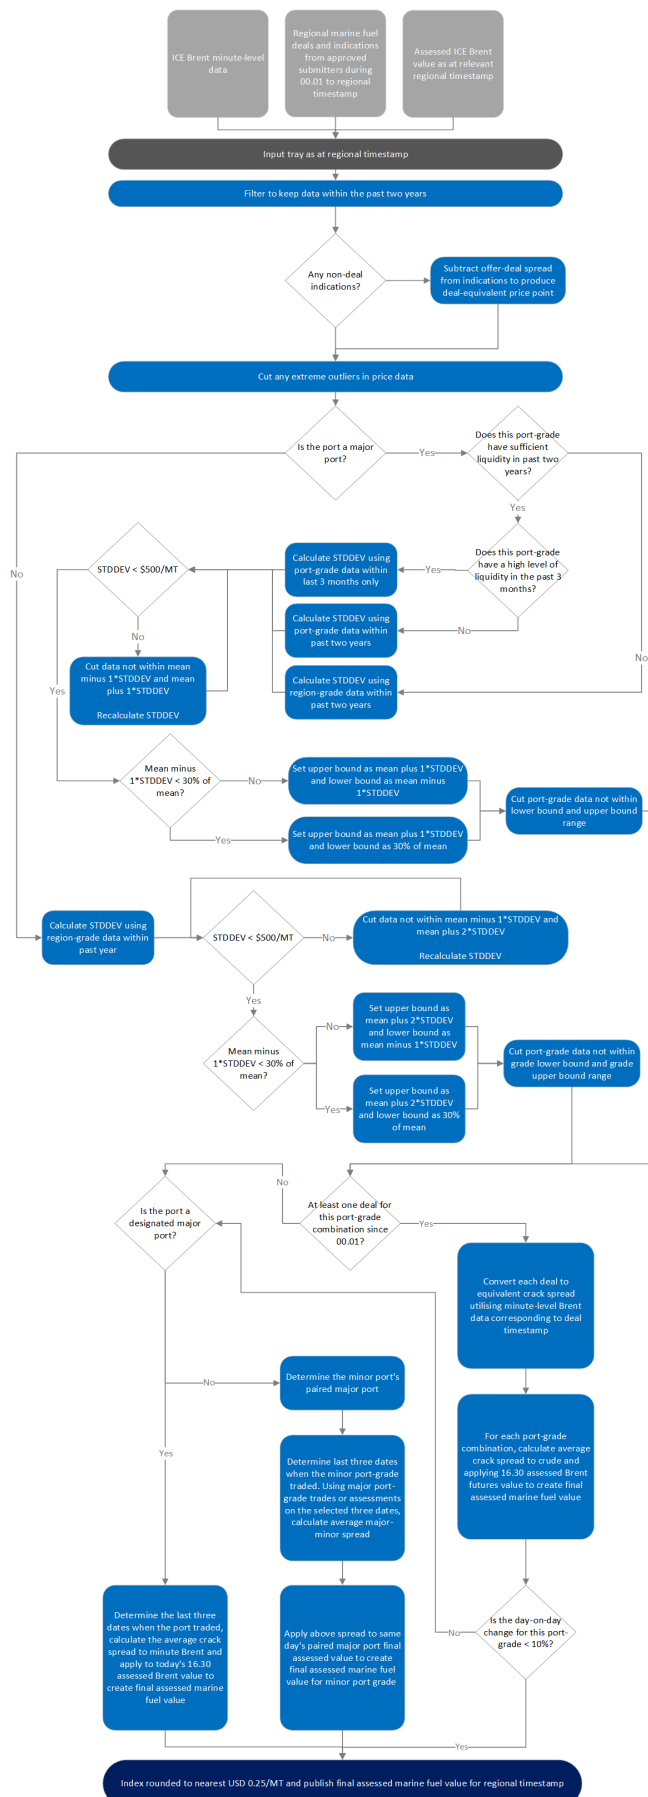 ICE Brent minute-level
data
Regional marine fuel
deals and indications
from approved
submitters during
00.01 to regional
timestamp
Assessed ICE Brent
value as at relevant
regional timestamp
Input tray as at regional timestamp
Filter to keep data within the past two years
Any non-deal
indications?
Subtract offer-deal spread
from indications to produce
deal-equivalent price point
Cut any extreme outliers in price data
Is the port a major
port?
Yes
Does this port-grade
have sufficient
liquidity in past two
years?
Yes
No
No
STDDEV < $500/MT
Calculate STDDEV using
port-grade data within
last 3 months only
Yes
Does this port-grade
have a high level of
liquidity in the past 3
months?
No
Calculate STDDEV using
port-grade data within
past two years
No
Cut data not within mean
minus 1*STDDEV and mean
plus 1*STDDEV
Recalculate STDDEV
Yes
Calculate STDDEV using
region-grade data within
past two years
Mean minus
1*STDDEV < 30% of
mean?
No
Set upper bound as mean plus 1*STDDEV
and lower bound as mean minus
1*STDDEV
Yes
Set upper bound as mean plus 1*STDDEV
and lower bound as 30% of mean
Cut port-grade data not within
lower bound and upper bound
range
Calculate STDDEV using
region-grade data within
past year
STDDEV < $500/MT
No
Cut data not within mean minus 1*STDDEV and
mean plus 2*STDDEV
Recalculate STDDEV
Yes
Mean minus
1*STDDEV < 30% of
mean?
No
Set upper bound as
mean plus 2*STDDEV
and lower bound as
mean minus 1*STDDEV
Yes
Set upper bound as
mean plus 2*STDDEV
and lower bound as 30%
of mean
Cut port-grade data not within
grade lower bound and grade
upper bound range
No
At least one deal for
this port-grade
combination since
00.01?
Yes
Is the port a
designated major
port?
Convert each deal to
equivalent crack spread
utilising minute-level Brent
data corresponding to deal
timestamp
No
Determine the minor port's
paired major port
Yes
Determine last three dates
when the minor port-grade
traded. Using major port-
grade trades or assessments
on the selected three dates,
calculate average major-
minor spread
For each port-grade
combination, calculate average
crack spread to crude and
applying 16.30 assessed Brent
futures value to create final
assessed marine fuel value
Determine the last three
dates when the port traded,
calculate the average crack
spread to minute Brent and
apply to today's 16.30
assessed Brent value to
create final assessed marine
fuel value
Apply above spread to same
day's paired major port final
assessed value to create
final assessed marine fuel
value for minor port grade
No
Is the day-on-day
change for this port-
grade < 10%?
Yes
Index rounded to nearest USD 0.25/MT and publish final assessed marine fuel value for regional timestamp